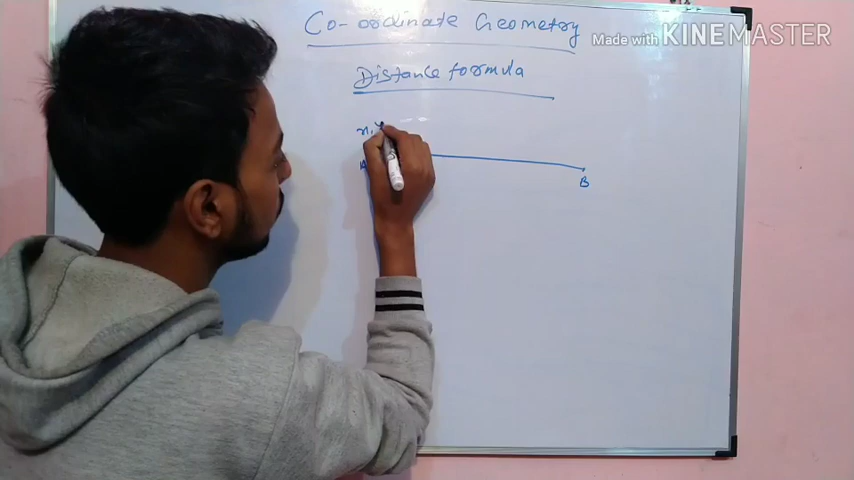 Co-ordinate Geometry
Made with KINEMASTER
Distance formula
x, y
A
B